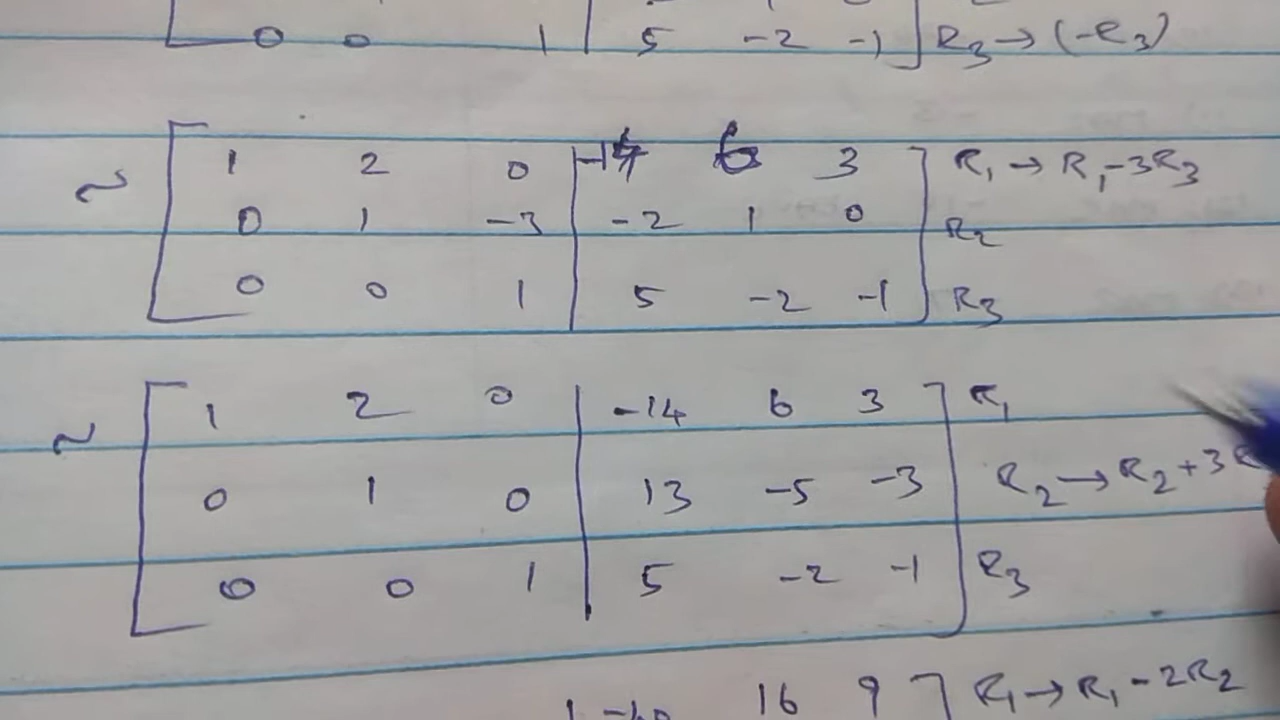 0 0 1 | 5 -2 -1 ] R3 → (-R3)
~ [ 1 2 0 | -14 6 3 ] R1 → R1-3R3
0 1 -3 | -2 1 0 R2
0 0 1 | 5 -2 -1 R3
~ [ 1 2 0 | -14 6 3 ] R1
0 1 0 | 13 -5 -3 R2 → R2+3R
0 0 1 | 5 -2 -1 R3
16 9 ] R1 → R1-2R2